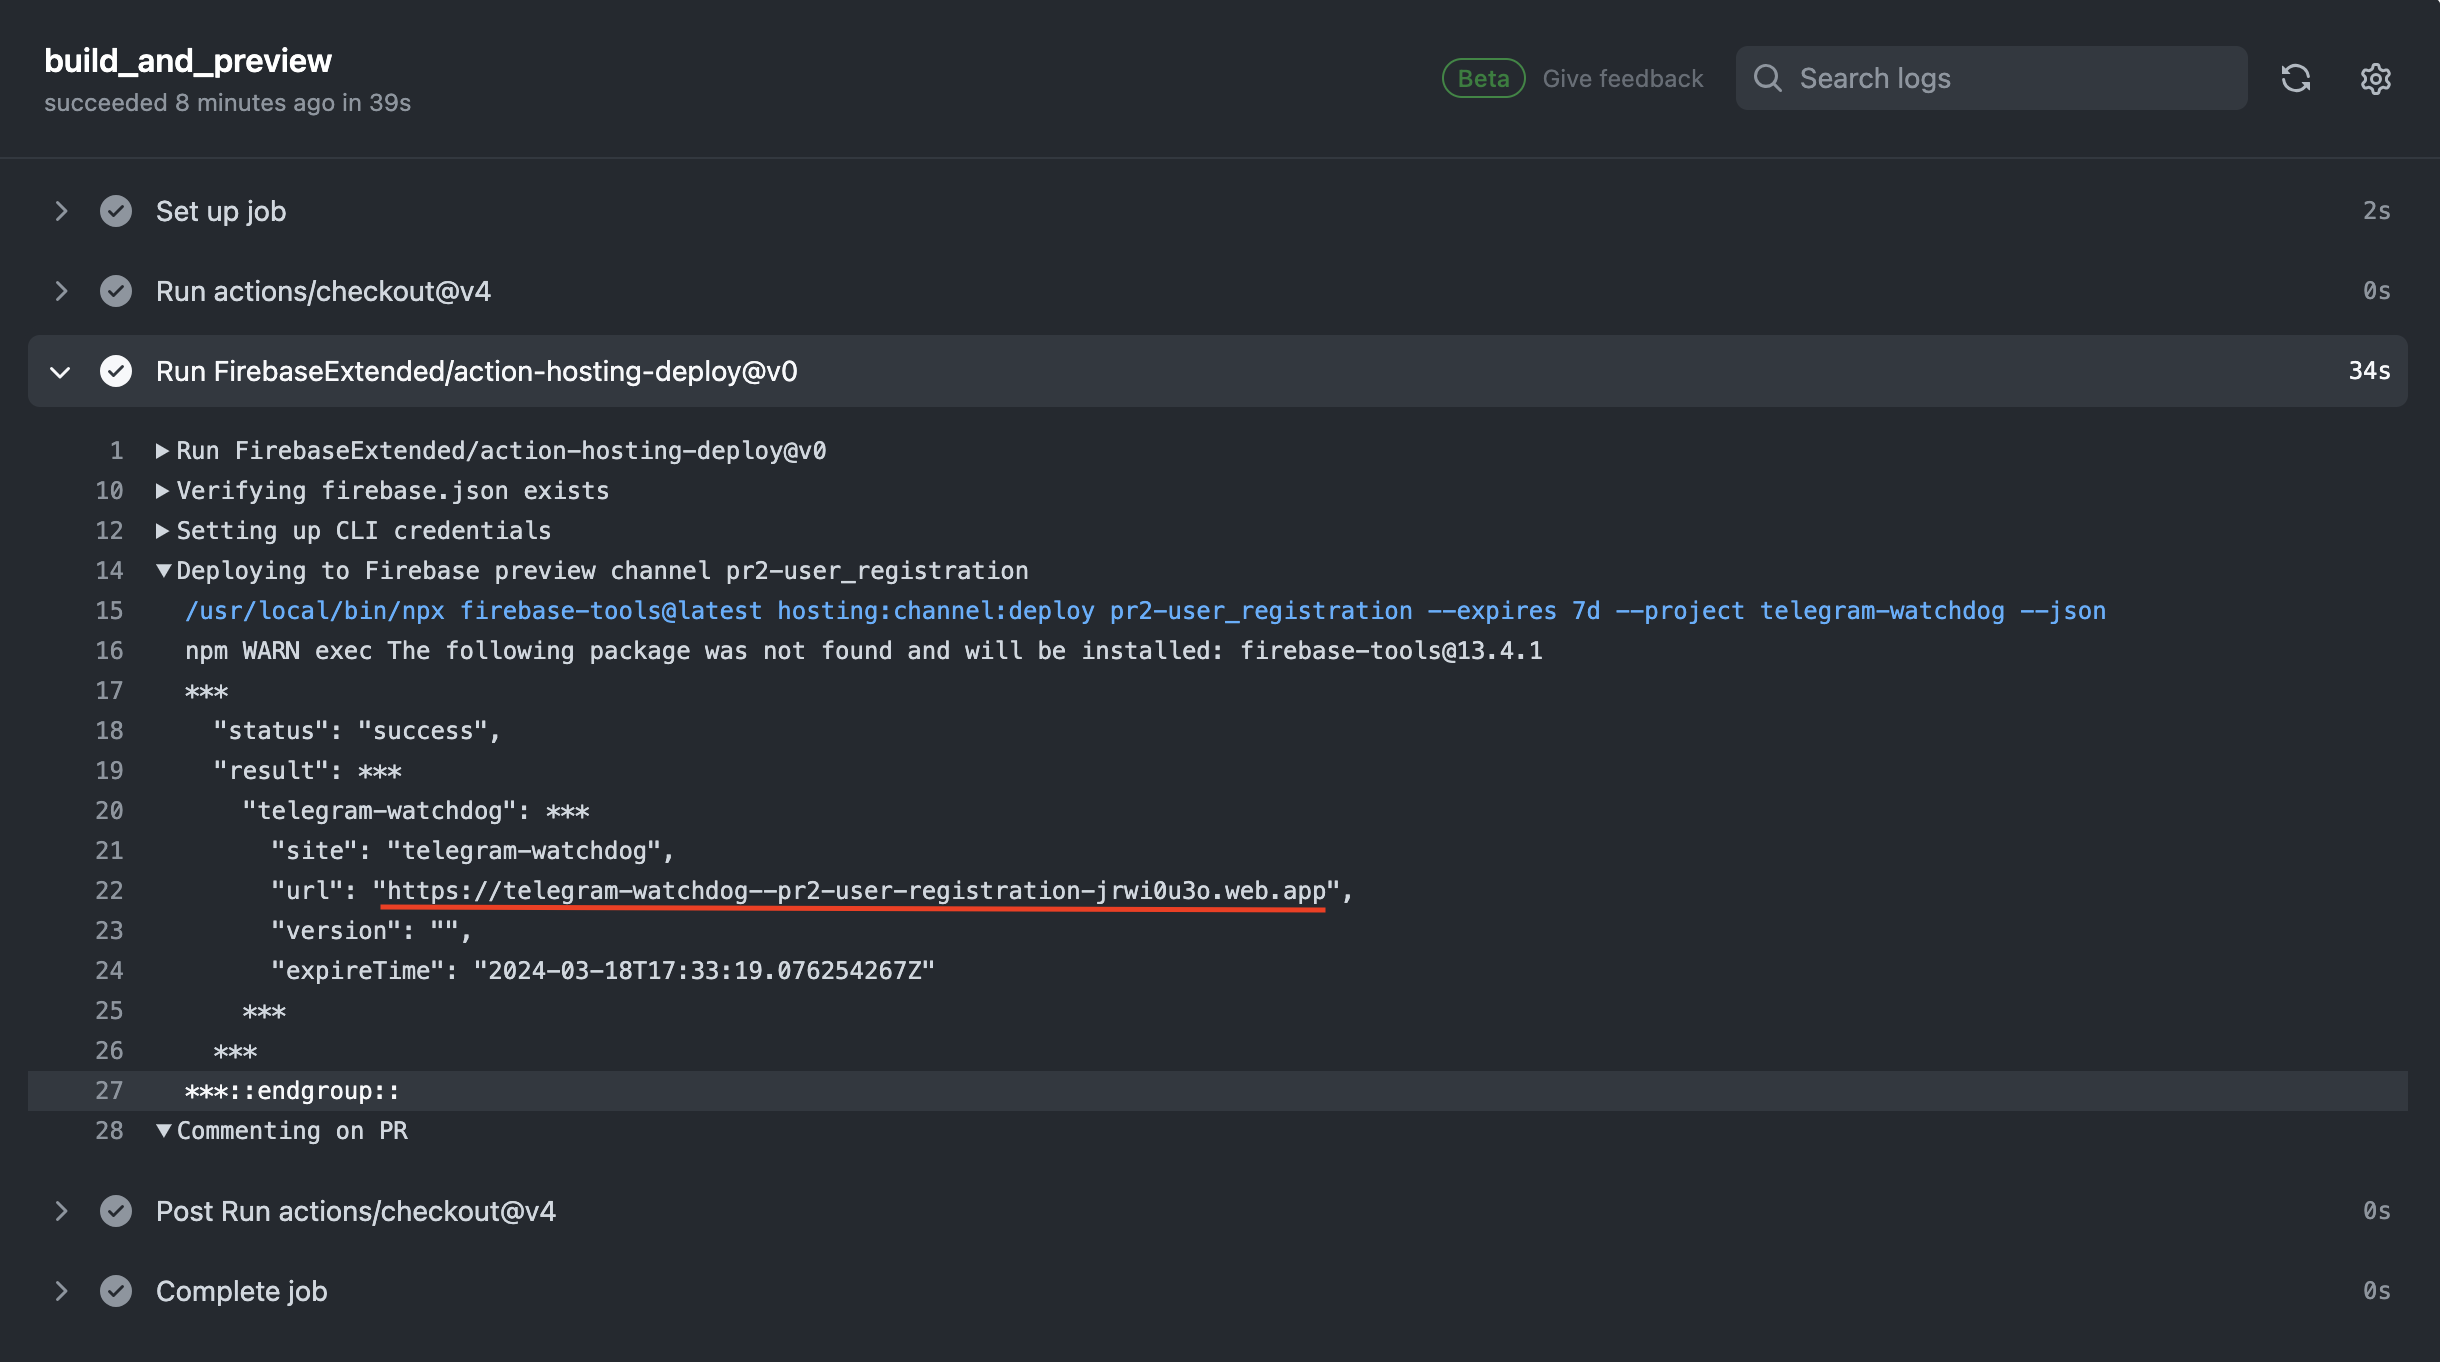 build_and_preview
succeeded 8 minutes ago in 39s
Beta Give feedback
Search logs
Set up job 2s
Run actions/checkout@v4 0s
Run FirebaseExtended/action-hosting-deploy@v0 34s
1 ▶Run FirebaseExtended/action-hosting-deploy@v0
10 ▶Verifying firebase.json exists
12 ▶Setting up CLI credentials
14 ▼Deploying to Firebase preview channel pr2-user_registration
15 /usr/local/bin/npx firebase-tools@latest hosting:channel:deploy pr2-user_registration --expires 7d --project telegram-watchdog --json
16 npm WARN exec The following package was not found and will be installed: firebase-tools@13.4.1
17 ***
18 "status": "success",
19 "result": ***
20 "telegram-watchdog": ***
21 "site": "telegram-watchdog",
22 "url": "https://telegram-watchdog--pr2-user-registration-jrwi0u3o.web.app",
23 "version": "",
24 "expireTime": "2024-03-18T17:33:19.076254267Z"
25 ***
26 ***
27 ***::endgroup::
28 ▼Commenting on PR
Post Run actions/checkout@v4 0s
Complete job 0s